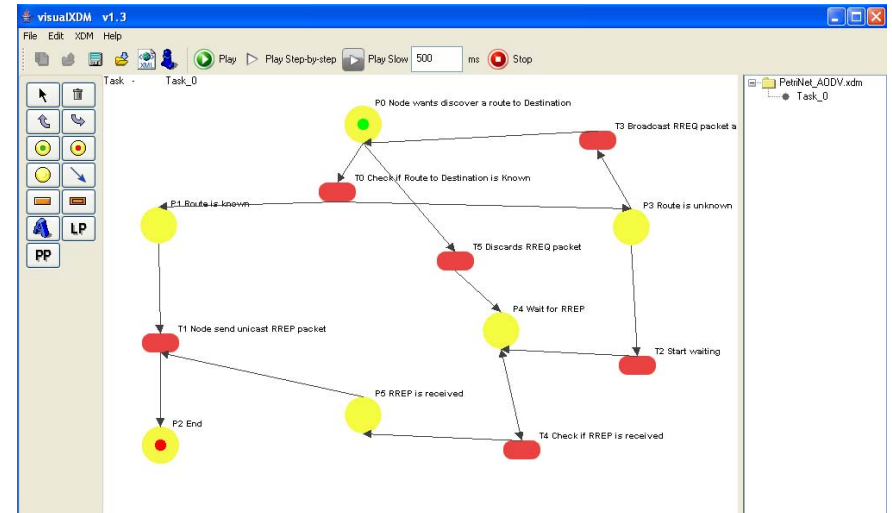 visualXDM v1.3
File Edit XDM Help
XML Play Play Step-by-step Play Slow 500 ms Stop
Task - Task_0
PetriNet_AODV.xdm
Task_0
P0 Node wants discover a route to Destination
T3 Broadcast RREQ packet a
T0 Check if Route to Destination is Known
P1 Route is known
P3 Route is unknown
LP
PP
T5 Discards RREQ packet
P4 Wait for RREP
T1 Node send unicast RREP packet
T2 Start waiting
P5 RREP is received
P2 End
T4 Check if RREP is received